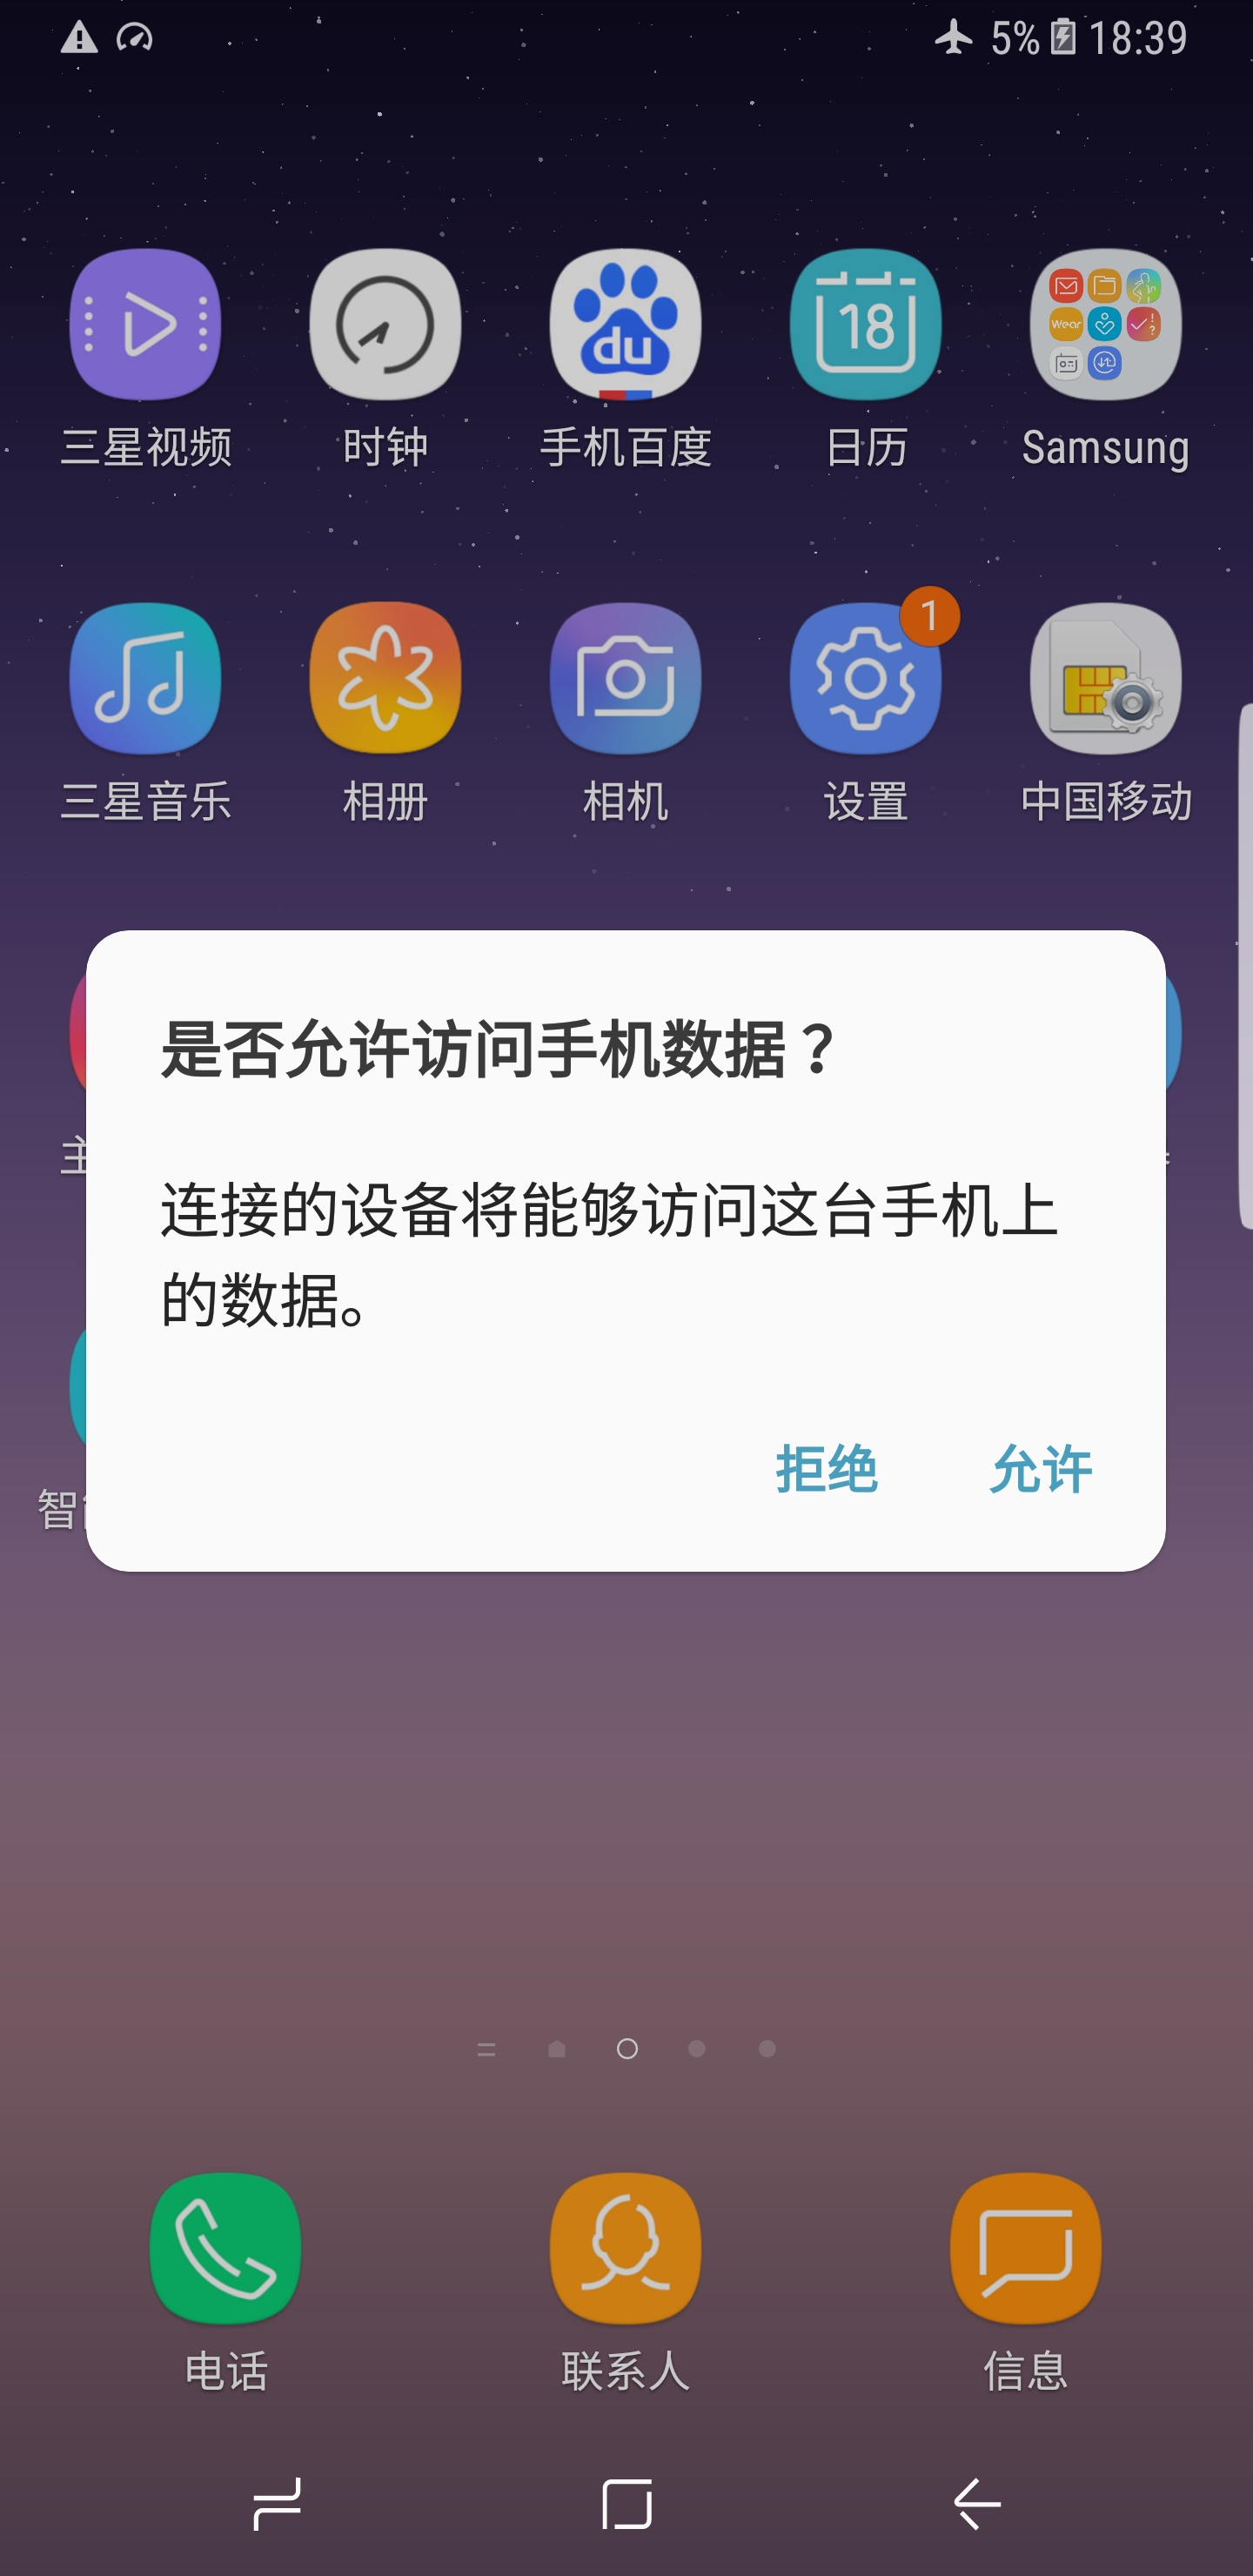 5% 18:39
du
18
Wear
三星视频 时钟 手机百度 日历 Samsung
1
三星音乐 相册 相机 设置 中国移动
是否允许访问手机数据？
主
连接的设备将能够访问这台手机上
的数据。
拒绝 允许
智
电话 联系人 信息